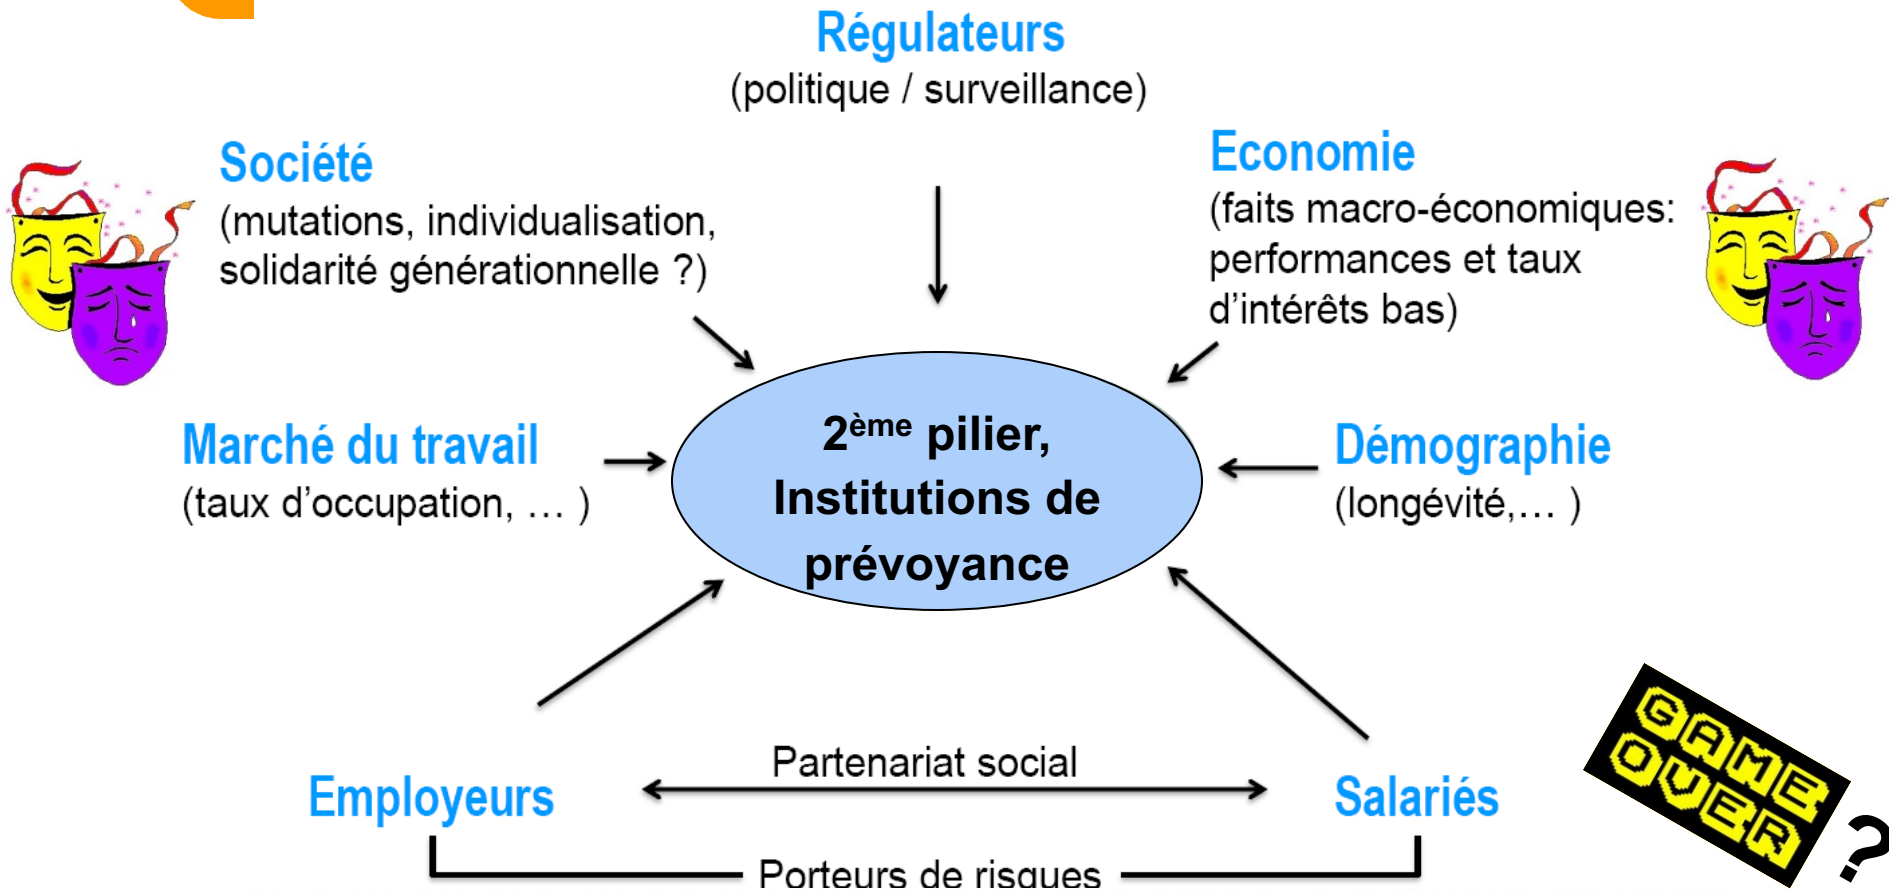 Régulateurs
(politique / surveillance)
Société
(mutations, individualisation,
solidarité générationnelle ?)
Economie
(faits macro-économiques:
performances et taux
d’intérêts bas)
Marché du travail
(taux d’occupation, … )
2ème pilier,
Institutions de
prévoyance
Démographie
(longévité,… )
Partenariat social
Employeurs
Salariés
Porteurs de risques
GAME
OVER
?